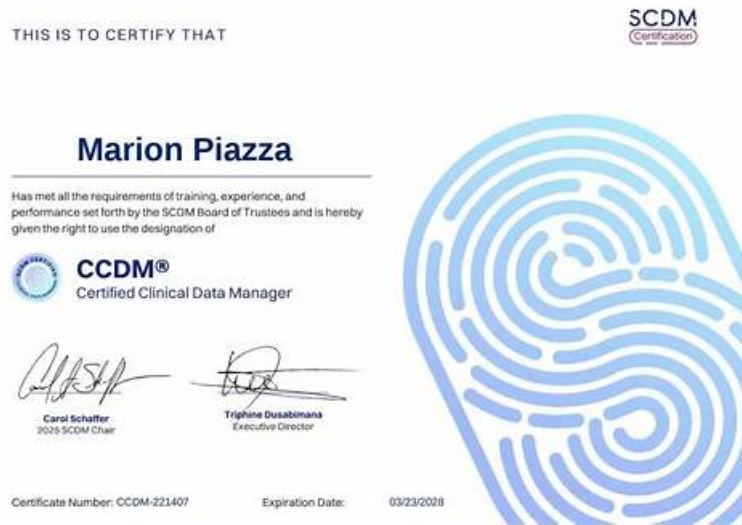 THIS IS TO CERTIFY THAT
SCDM
Certification
Marion Piazza
Has met all the requirements of training, experience, and
performance set forth by the SCDM Board of Trustees and is hereby
given the right to use the designation of
CCDM®
Certified Clinical Data Manager
Carol Schaffer
2025 SCDM Chair
Triphine Dusabimana
Executive Director
Certificate Number: CCDM-221407
Expiration Date: 03/23/2028